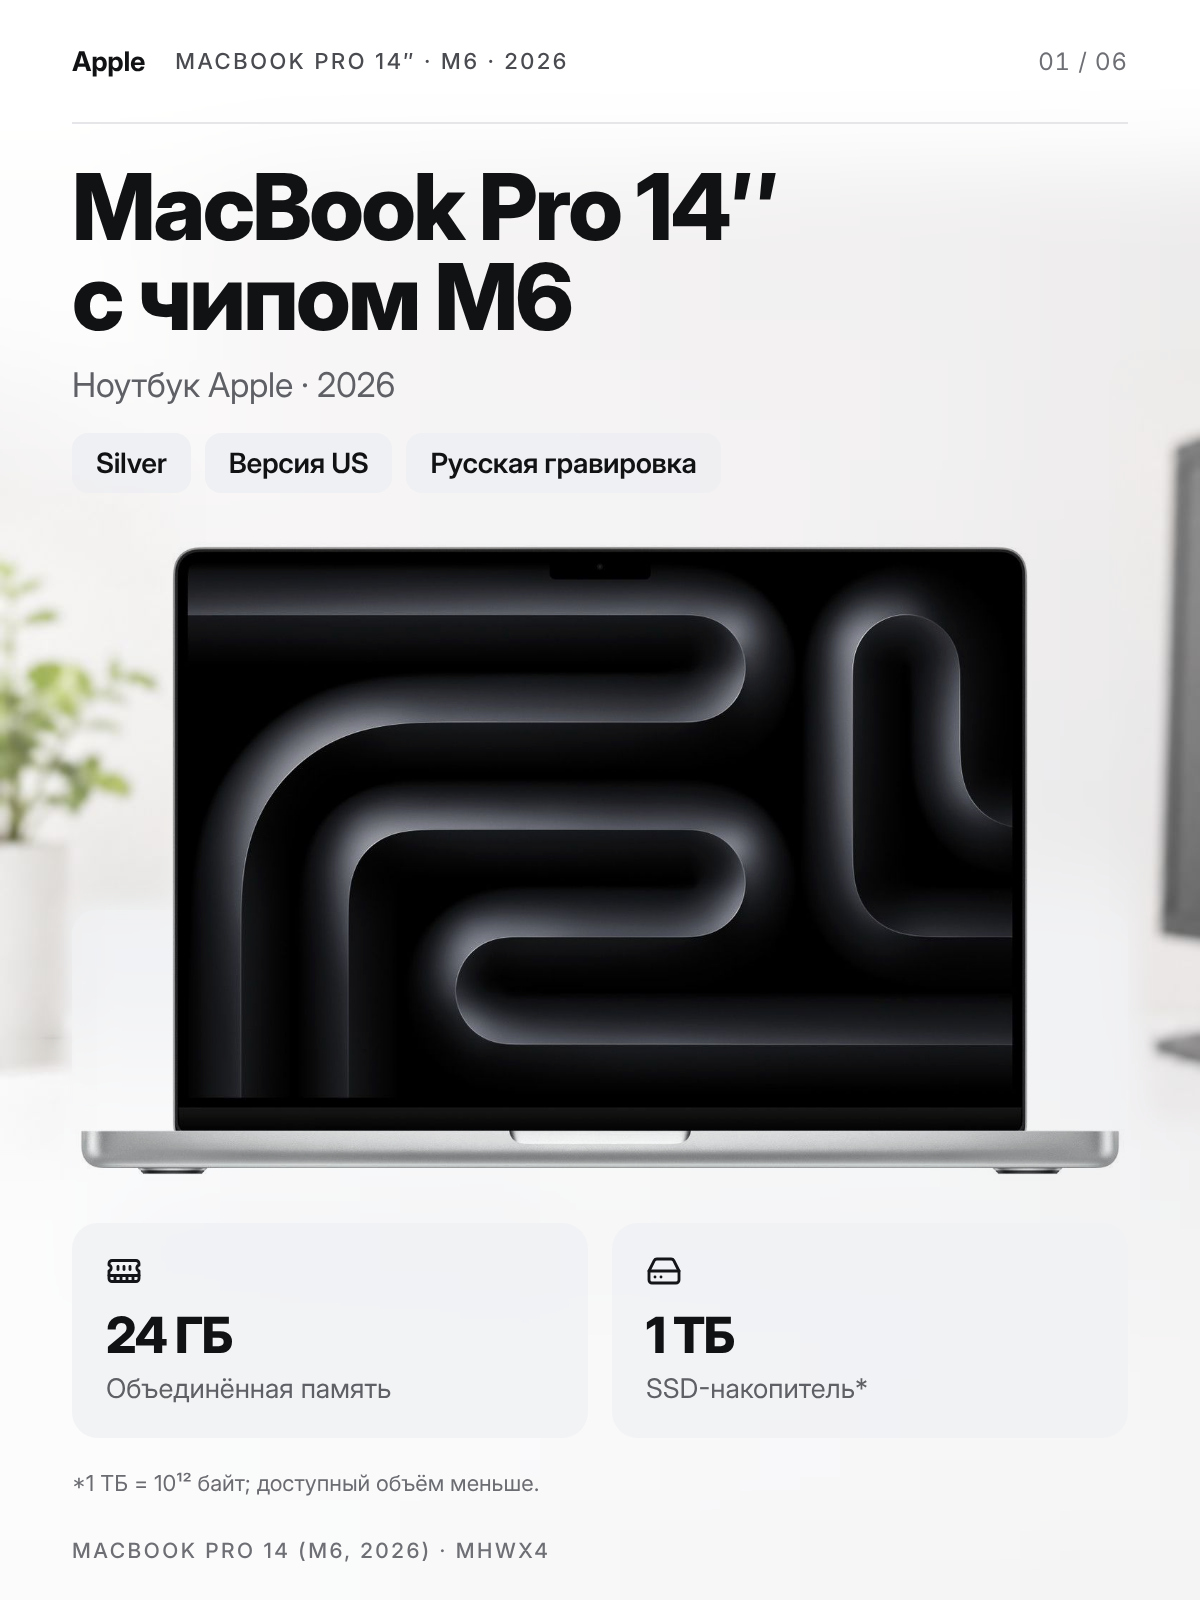 Apple MACBOOK PRO 14″ · M6 · 2026 01 / 06
MacBook Pro 14″
с чипом M6
Ноутбук Apple · 2026
Silver Версия US Русская гравировка
24 ГБ 1 ТБ
Объединённая память SSD-накопитель*
*1 ТБ = 10¹² байт; доступный объём меньше.
MACBOOK PRO 14 (M6, 2026) · MHWX4